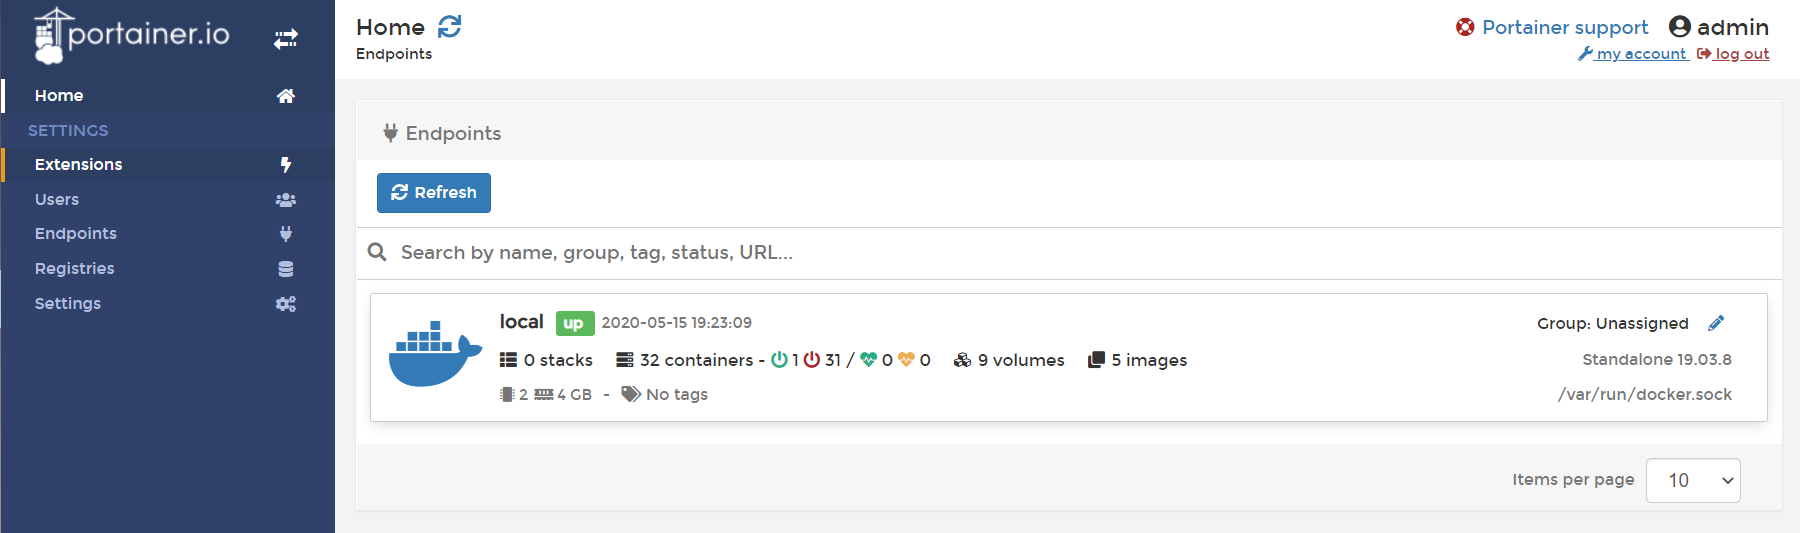 portainer.io
Home
SETTINGS
Extensions
Users
Endpoints
Registries
Settings
Home
Endpoints
Portainer support admin
my account log out
Endpoints
Refresh
Search by name, group, tag, status, URL...
local up 2020-05-15 19:23:09
Group: Unassigned
0 stacks 32 containers - 1 31 / 0 0 9 volumes 5 images
Standalone 19.03.8
2 4 GB - No tags
/var/run/docker.sock
Items per page 10